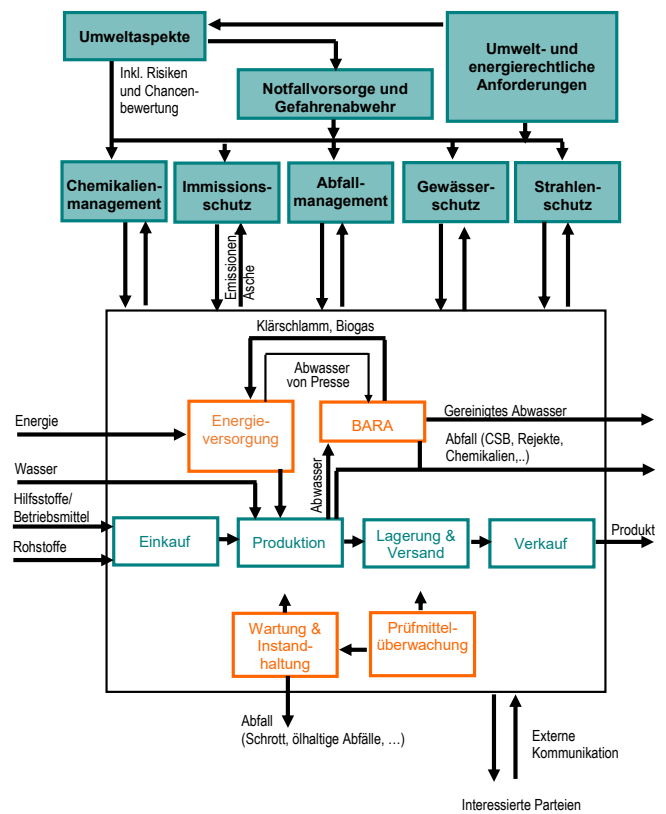 Umweltaspekte
Umwelt- und
energierechtliche
Anforderungen
Inkl. Risiken
und Chancen-
bewertung
Notfallvorsorge und
Gefahrenabwehr
Chemikalien-
management
Immissions-
schutz
Abfall-
management
Gewässer-
schutz
Strahlen-
schutz
Emissionen
Asche
Klärschlamm, Biogas
Abwasser
von Presse
Energie
Energie-
versorgung
BARA
Gereinigtes Abwasser
Abfall (CSB, Rejekte,
Chemikalien,..)
Wasser
Abwasser
Hilfsstoffe/
Betriebsmittel
Rohstoffe
Einkauf
Produktion
Lagerung &
Versand
Verkauf
Produkt
Wartung &
Instand-
haltung
Prüfmittel-
überwachung
Abfall
(Schrott, ölhaltige Abfälle, …)
Externe
Kommunikation
Interessierte Parteien